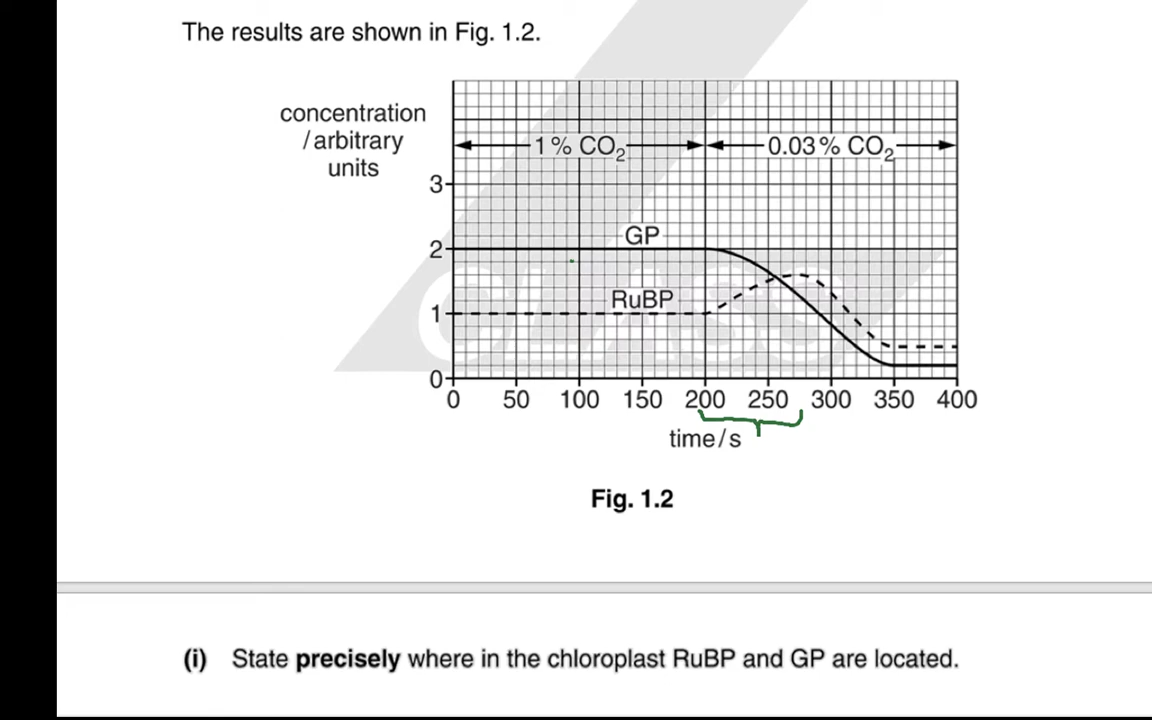 The results are shown in Fig. 1.2.
concentration
/arbitrary
units
1% CO2
0.03% CO2
3
GP
2
RuBP
1
CLASS
0
0 50 100 150 200 250 300 350 400
time/s
Fig. 1.2
(i) State precisely where in the chloroplast RuBP and GP are located.